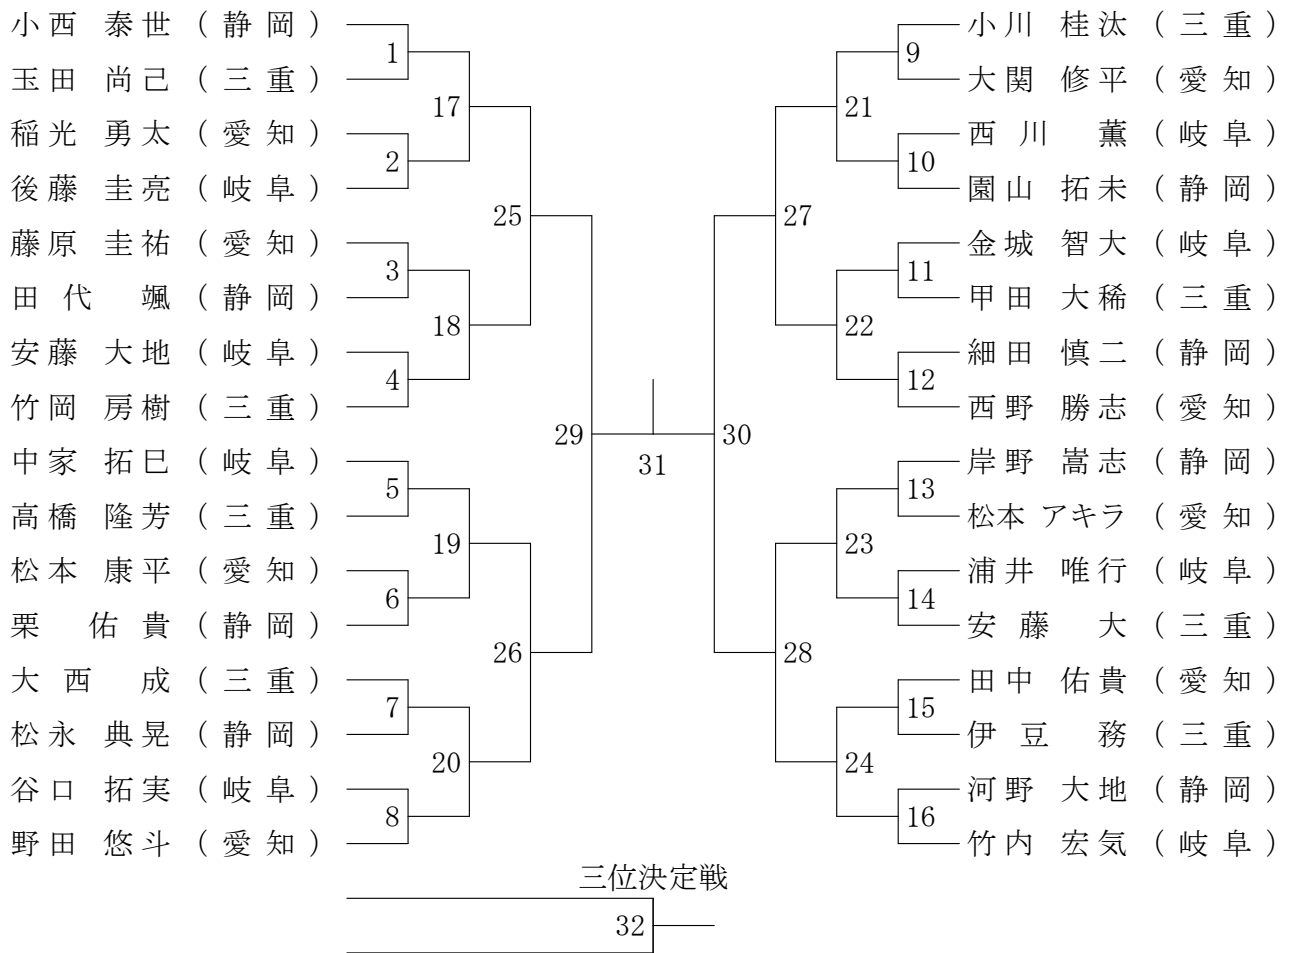 小西 泰世 ( 静岡 )
玉田 尚己 ( 三重 )
稲光 勇太 ( 愛知 )
後藤 圭亮 ( 岐阜 )
藤原 圭祐 ( 愛知 )
田代 颯 ( 静岡 )
安藤 大地 ( 岐阜 )
竹岡 房樹 ( 三重 )
中家 拓巳 ( 岐阜 )
高橋 隆芳 ( 三重 )
松本 康平 ( 愛知 )
栗 佑貴 ( 静岡 )
大西 成 ( 三重 )
松永 典晃 ( 静岡 )
谷口 拓実 ( 岐阜 )
野田 悠斗 ( 愛知 )
1
2
3
4
5
6
7
8
17
18
19
20
25
26
29
31
30
27
28
21
22
23
24
9
10
11
12
13
14
15
16
小川 桂汰 ( 三重 )
大関 修平 ( 愛知 )
西川 薫 ( 岐阜 )
園山 拓未 ( 静岡 )
金城 智大 ( 岐阜 )
甲田 大稀 ( 三重 )
細田 慎二 ( 静岡 )
西野 勝志 ( 愛知 )
岸野 嵩志 ( 静岡 )
松本 アキラ ( 愛知 )
浦井 唯行 ( 岐阜 )
安藤 大 ( 三重 )
田中 佑貴 ( 愛知 )
伊豆 務 ( 三重 )
河野 大地 ( 静岡 )
竹内 宏気 ( 岐阜 )
三位決定戦
32